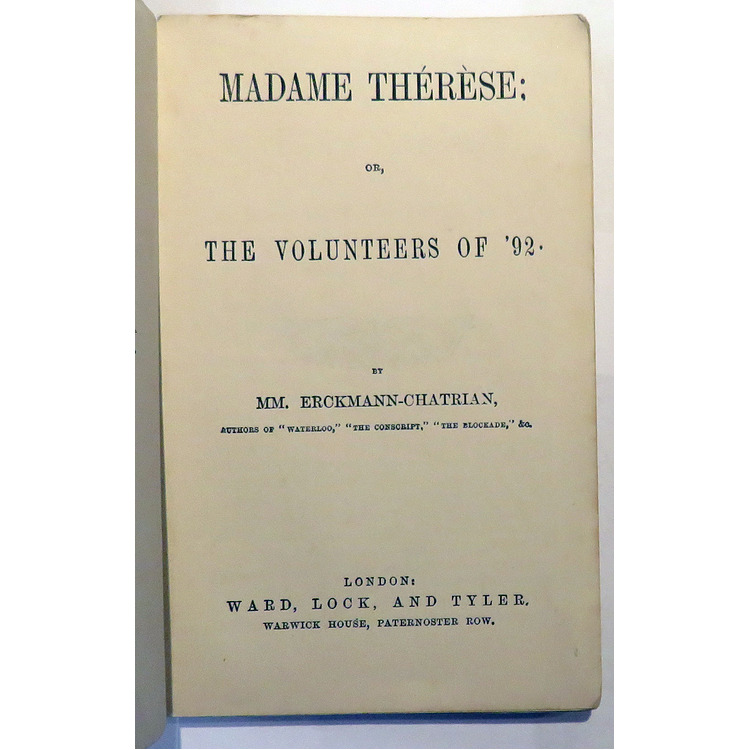 MADAME THÉRÈSE;
OR,
THE VOLUNTEERS OF '92.
BY
MM. ERCKMANN-CHATRIAN,
AUTHORS OF "WATERLOO," "THE CONSCRIPT," "THE BLOCKADE," &c.
LONDON:
WARD, LOCK, AND TYLER,
WARWICK HOUSE, PATERNOSTER ROW.